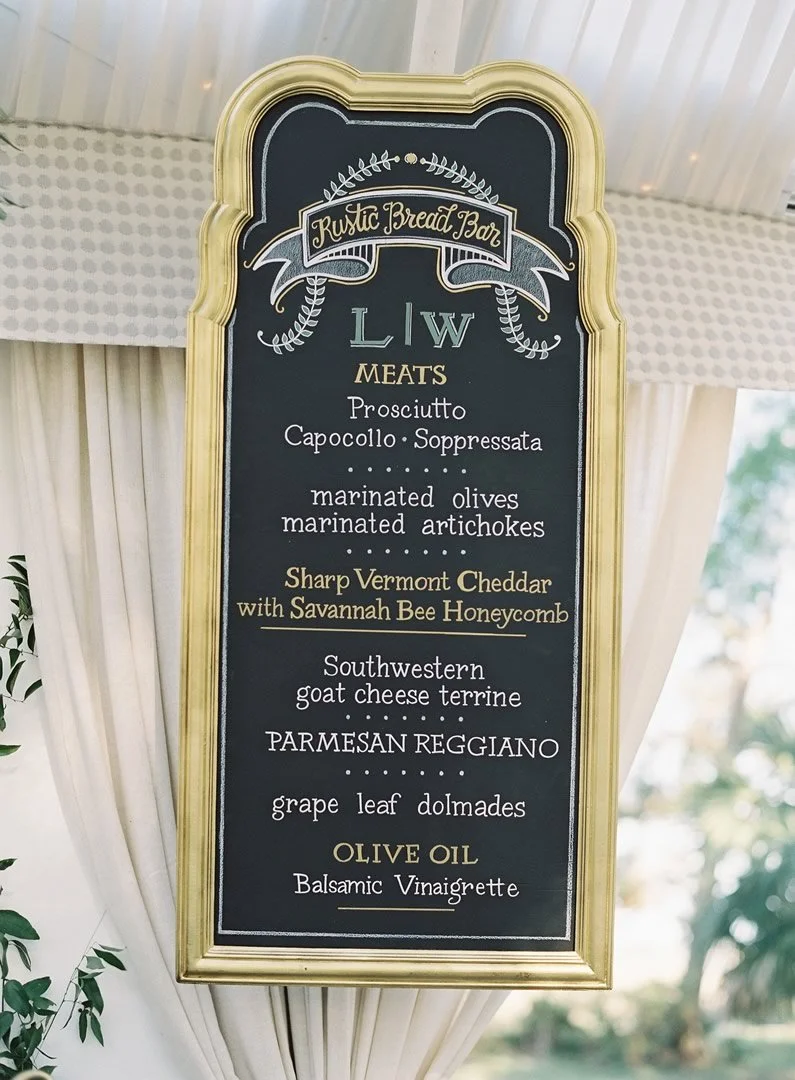 Rustic Bread Bar
L|W
MEATS
Prosciutto
Capocollo · Soppressata
marinated olives
marinated artichokes
Sharp Vermont Cheddar
with Savannah Bee Honeycomb
Southwestern
goat cheese terrine
PARMESAN REGGIANO
grape leaf dolmades
OLIVE OIL
Balsamic Vinaigrette